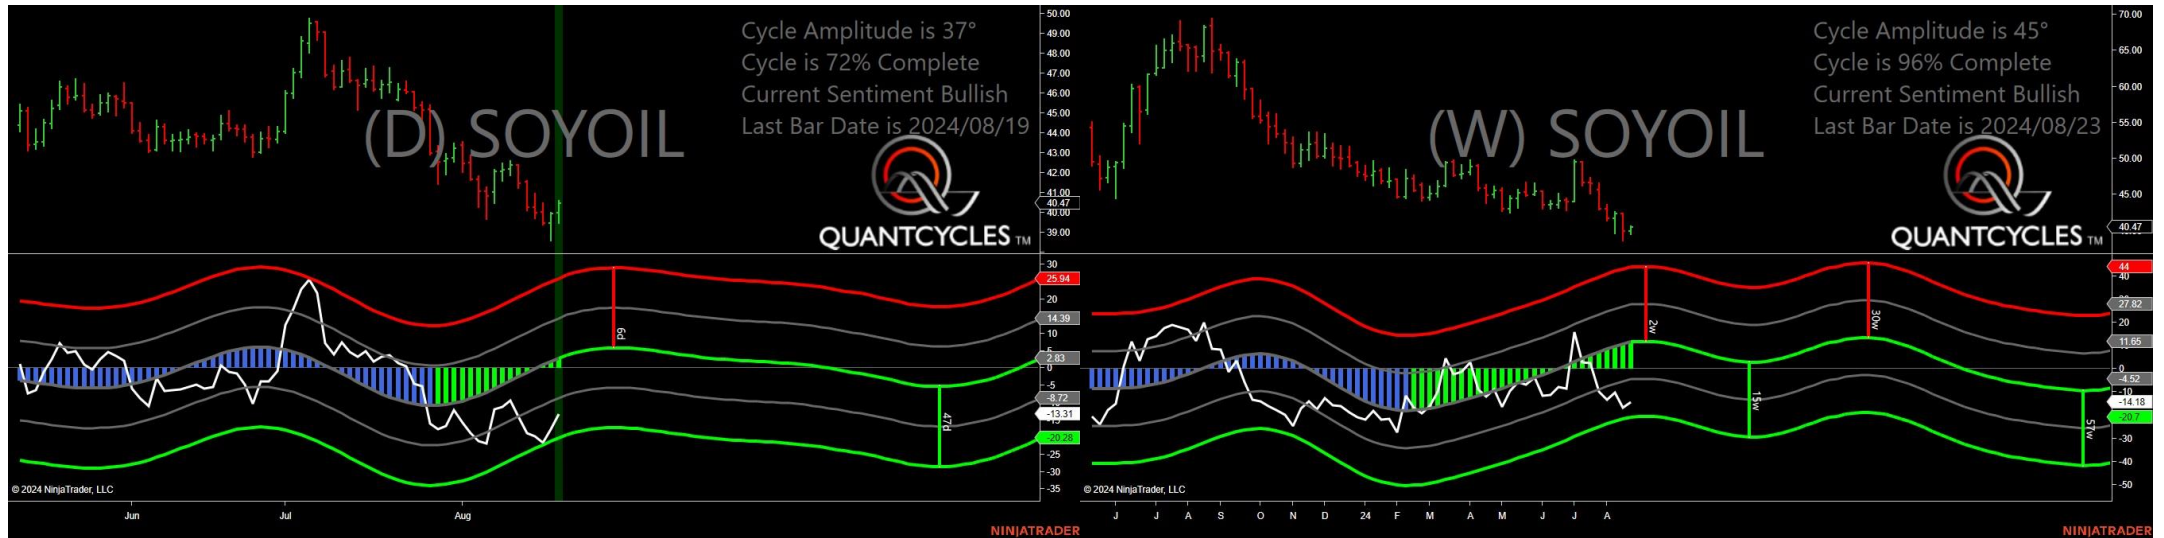 Cycle Amplitude is 37°
Cycle is 72% Complete
Current Sentiment Bullish
Last Bar Date is 2024/08/19
(D) SOYOIL
QUANTCYCLES TM
50.00
49.00
48.00
47.00
46.00
45.00
44.00
43.00
42.00
41.00
40.47
40.00
39.00
30
25.94
20
14.39
10
2.83
0
-5
-8.72
-13.31
-15
-20.28
-25
-30
-35
6d
47d
© 2024 NinjaTrader, LLC
Jun
Jul
Aug
NINJATRADER
Cycle Amplitude is 45°
Cycle is 96% Complete
Current Sentiment Bullish
Last Bar Date is 2024/08/23
(W) SOYOIL
QUANTCYCLES TM
70.00
65.00
60.00
55.00
50.00
45.00
40.47
44
40
27.82
20
11.65
0
-4.52
-10
-14.18
-20.7
-30
-40
-50
2w
15w
30w
57w
© 2024 NinjaTrader, LLC
J J A S O N D 24 F M A M J J A
NINJATRADER